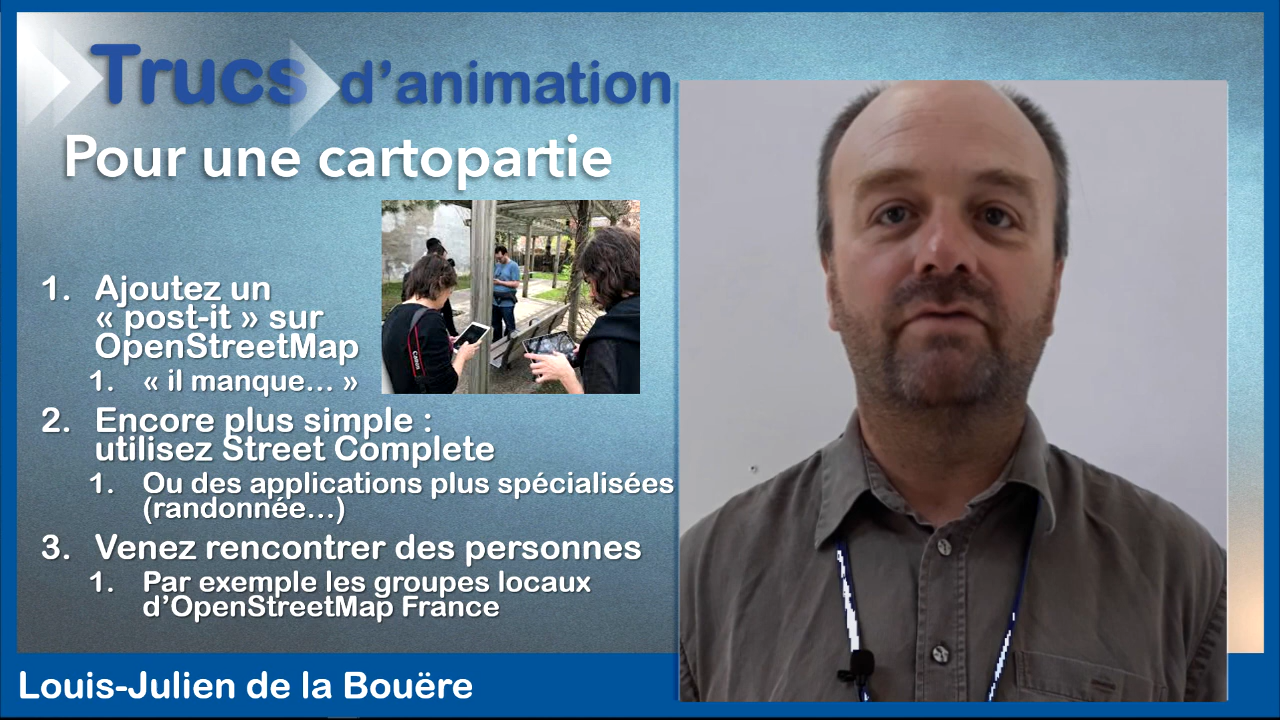 Trucs d’animation
Pour une cartopartie
1. Ajoutez un
« post-it » sur
OpenStreetMap
1. « il manque... »
2. Encore plus simple :
utilisez Street Complete
1. Ou des applications plus spécialisées
(randonnée...)
3. Venez rencontrer des personnes
1. Par exemple les groupes locaux
d’OpenStreetMap France
Canon
Louis-Julien de la Bouëre